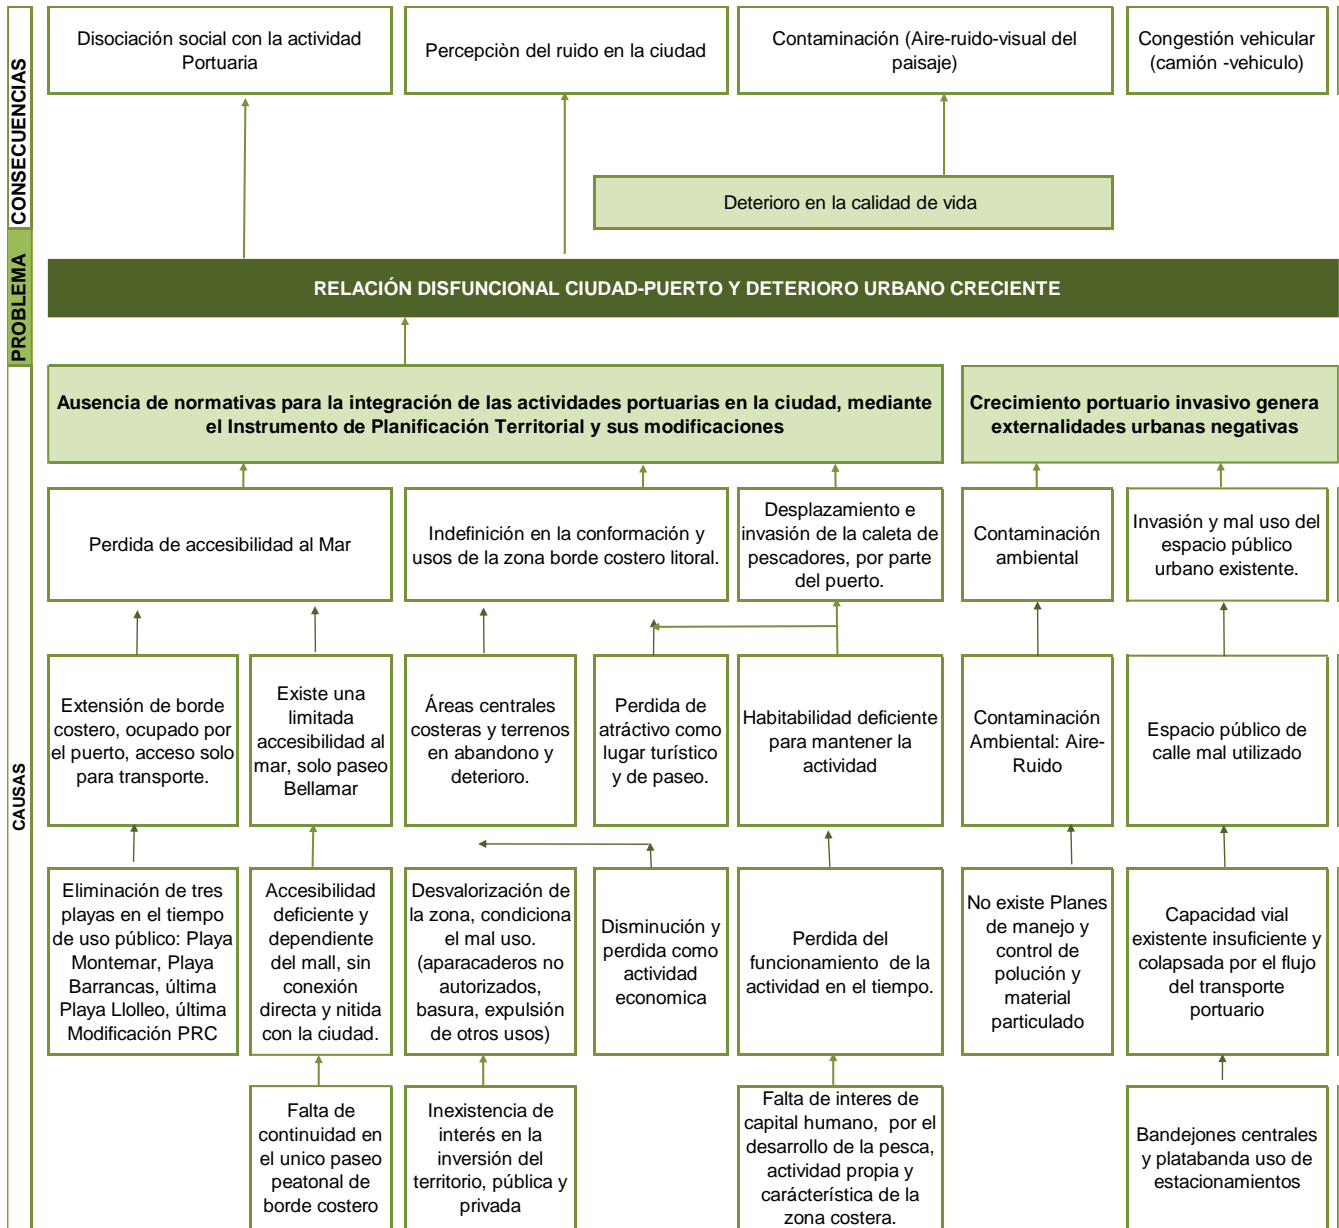 CONSECUENCIAS
Disociación social con la actividad
Portuaria
Percepciòn del ruido en la ciudad
Contaminación (Aire-ruido-visual del
paisaje)
Congestión vehicular
(camión -vehiculo)
Deterioro en la calidad de vida
PROBLEMA
RELACIÓN DISFUNCIONAL CIUDAD-PUERTO Y DETERIORO URBANO CRECIENTE
CAUSAS
Ausencia de normativas para la integración de las actividades portuarias en la ciudad, mediante
el Instrumento de Planificación Territorial y sus modificaciones
Crecimiento portuario invasivo genera
externalidades urbanas negativas
Perdida de accesibilidad al Mar
Indefinición en la conformación y
usos de la zona borde costero litoral.
Desplazamiento e
invasión de la caleta de
pescadores, por parte
del puerto.
Contaminación
ambiental
Invasión y mal uso del
espacio público
urbano existente.
Extensión de borde
costero, ocupado por
el puerto, acceso solo
para transporte.
Existe una
limitada
accesibilidad al
mar, solo paseo
Bellamar
Áreas centrales
costeras y terrenos
en abandono y
deterioro.
Perdida de
atráctivo como
lugar turístico
y de paseo.
Habitabilidad deficiente
para mantener la
actividad
Contaminación
Ambiental: Aire-
Ruido
Espacio público de
calle mal utilizado
Eliminación de tres
playas en el tiempo
de uso público: Playa
Montemar, Playa
Barrancas, última
Playa Llolleo, última
Modificación PRC
Accesibilidad
deficiente y
dependiente
del mall, sin
conexión
directa y nitida
con la ciudad.
Desvalorización de
la zona, condiciona
el mal uso.
(aparacaderos no
autorizados,
basura, expulsión
de otros usos)
Disminución y
perdida como
actividad
economica
Perdida del
funcionamiento de la
actividad en el tiempo.
No existe Planes
de manejo y
control de
polución y
material
particulado
Capacidad vial
existente insuficiente y
colapsada por el flujo
del transporte
portuario
Falta de
continuidad en
el unico paseo
peatonal de
borde costero
Inexistencia de
interés en la
inversión del
territorio, pública y
privada
Falta de interes de
capital humano, por el
desarrollo de la pesca,
actividad propia y
carácterística de la
zona costera.
Bandejones centrales
y platabanda uso de
estacionamientos